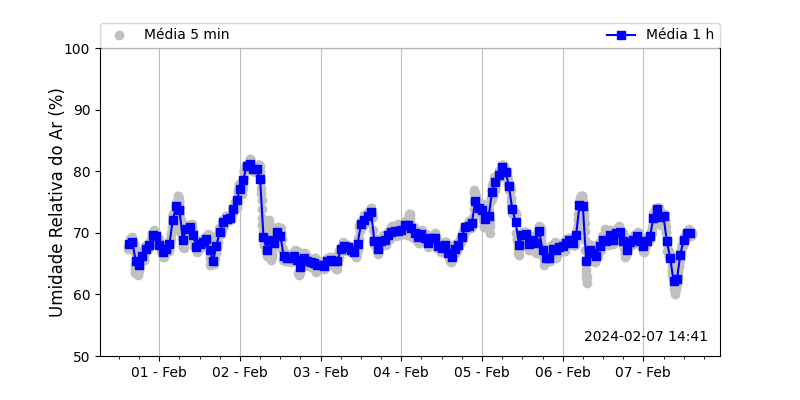 Média 5 min
Média 1 h
Umidade Relativa do Ar (%)
100
90
80
70
60
50
2024-02-07 14:41
01 - Feb
02 - Feb
03 - Feb
04 - Feb
05 - Feb
06 - Feb
07 - Feb